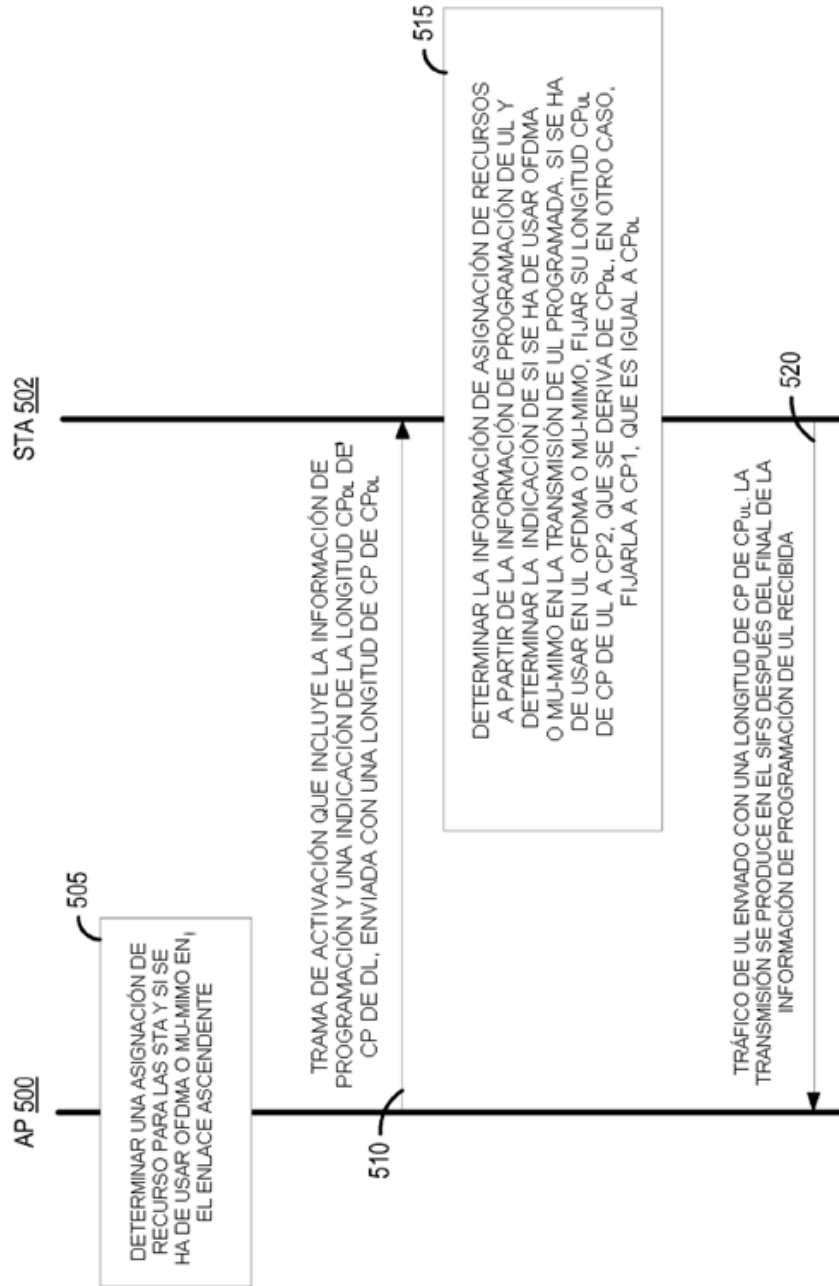 AP 500
STA 502
505
DETERMINAR UNA ASIGNACIÓN DE
RECURSO PARA LAS STA Y SI SE
HA DE USAR OFDMA O MU-MIMO EN
EL ENLACE ASCENDENTE
TRAMA DE ACTIVACIÓN QUE INCLUYE LA INFORMACIÓN DE
PROGRAMACIÓN Y UNA INDICACIÓN DE LA LONGITUD CPDL DE
CP DE DL, ENVIADA CON UNA LONGITUD DE CP DE CPDL
510
515
DETERMINAR LA INFORMACIÓN DE ASIGNACIÓN DE RECURSOS
A PARTIR DE LA INFORMACIÓN DE PROGRAMACIÓN DE UL Y
DETERMINAR LA INDICACIÓN DE SI SE HA DE USAR OFDMA
O MU-MIMO EN LA TRANSMISIÓN DE UL PROGRAMADA. SI SE HA
DE USAR EN UL OFDMA O MU-MIMO, FIJAR SU LONGITUD CPUL
DE CP DE UL A CP2, QUE SE DERIVA DE CPDL, EN OTRO CASO,
FIJARLA A CP1, QUE ES IGUAL A CPDL
520
TRÁFICO DE UL ENVIADO CON UNA LONGITUD DE CP DE CPUL. LA
TRANSMISIÓN SE PRODUCE EN EL SIFS DESPUÉS DEL FINAL DE LA
INFORMACIÓN DE PROGRAMACIÓN DE UL RECIBIDA